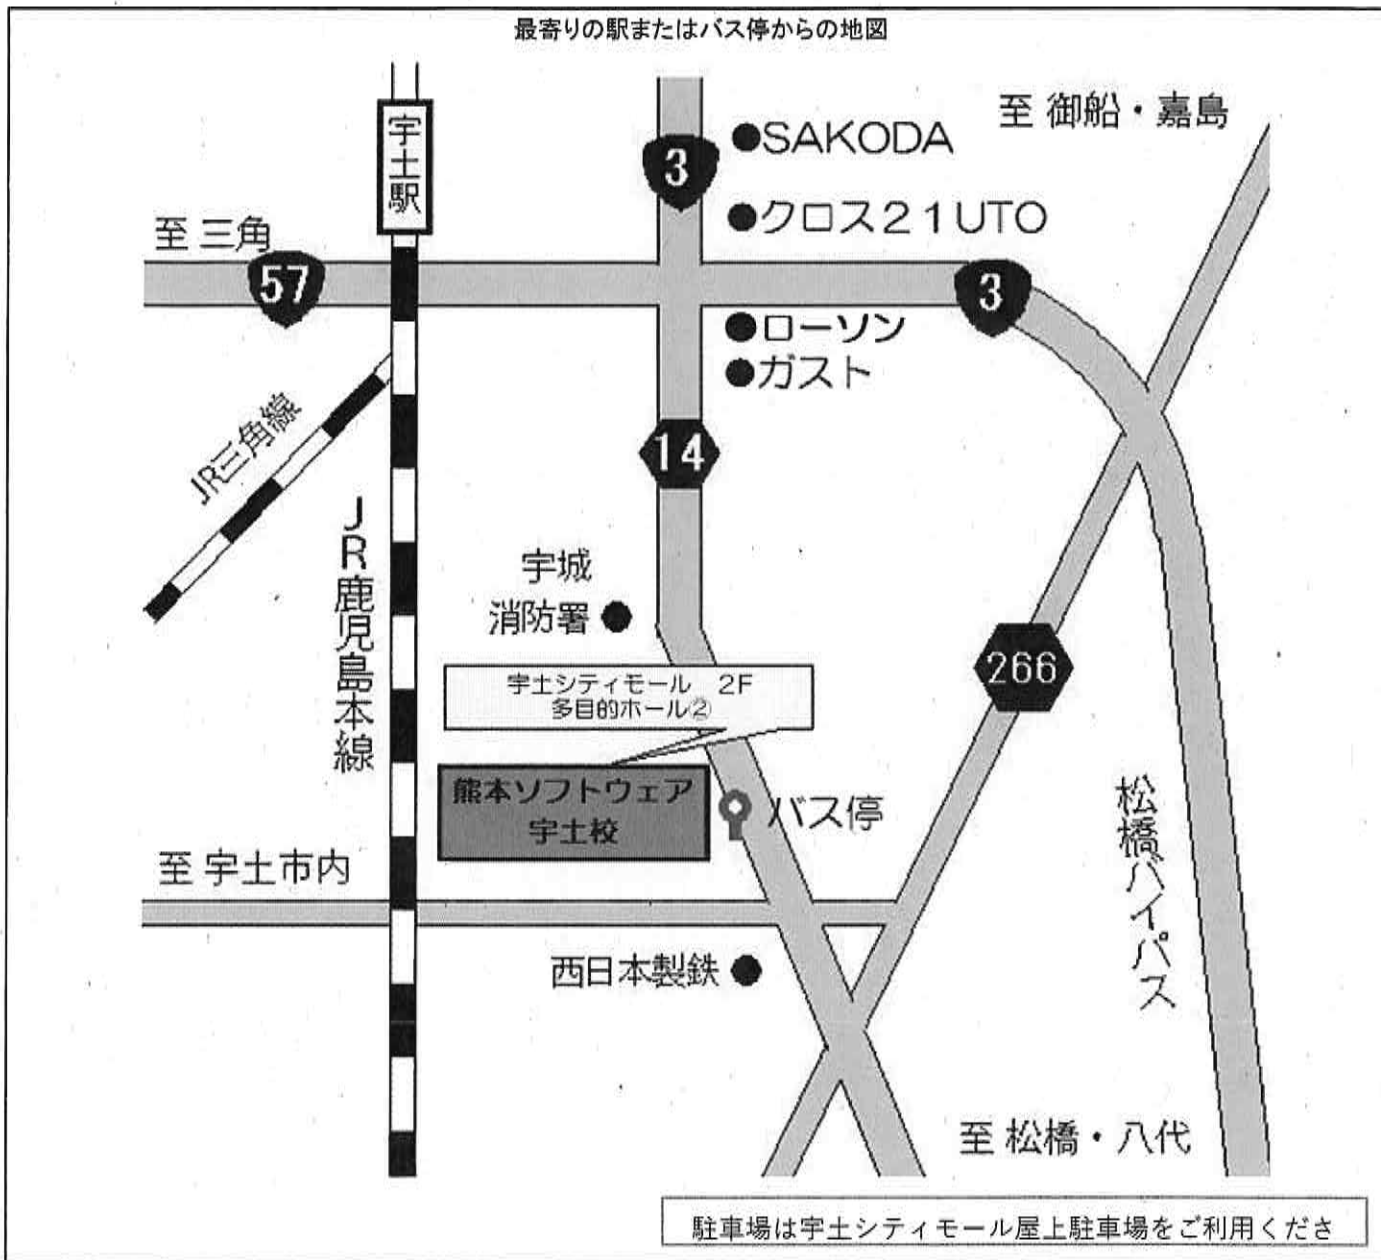 最寄りの駅またはバス停からの地図
宇土駅
3
●SAKODA
至 御船・嘉島
●クロス21UTO
至 三角
57
3
●ローソン
●ガスト
JR三角線
14
JR鹿児島本線
宇城
消防署 ●
266
宇土シティモール 2F
多目的ホール②
熊本ソフトウェア
宇土校
バス停
松橋バイパス
至 宇土市内
西日本製鉄 ●
至 松橋・八代
駐車場は宇土シティモール屋上駐車場をご利用くださ